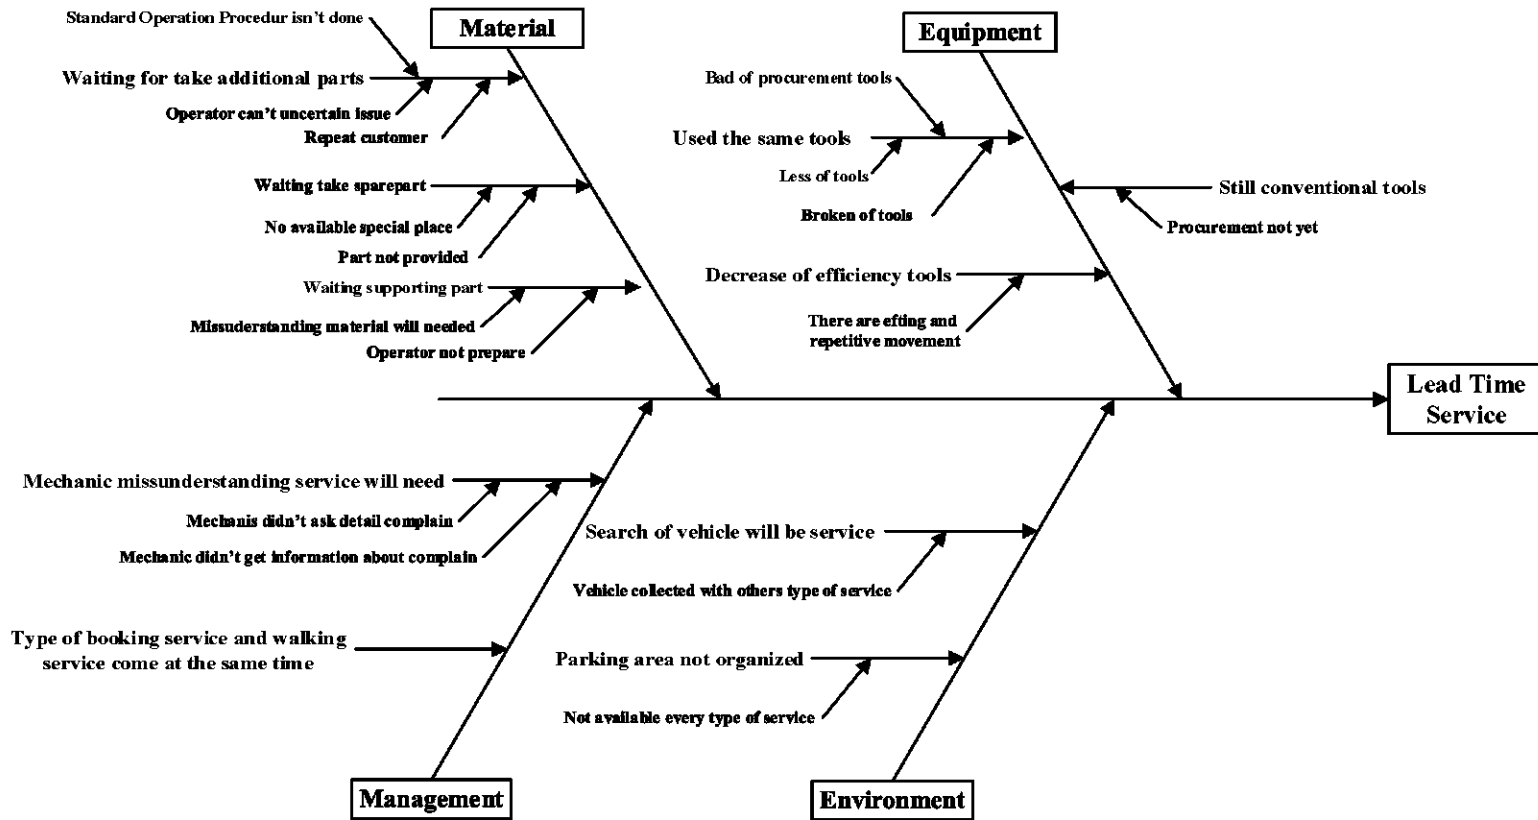 Standard Operation Procedur isn't done
Material
Waiting for take additional parts
Operator can't uncertain issue
Repeat customer
Waiting take sparepart
No available special place
Part not provided
Waiting supporting part
Missuderstanding material will needed
Operator not prepare
Equipment
Bad of procurement tools
Used the same tools
Less of tools
Broken of tools
Still conventional tools
Procurement not yet
Decrease of efficiency tools
There are efting and
repetitive movement
Lead Time
Service
Mechanic missunderstanding service will need
Mechanis didn't ask detail complain
Mechanic didn't get information about complain
Type of booking service and walking
service come at the same time
Management
Search of vehicle will be service
Vehicle collected with others type of service
Parking area not organized
Not available every type of service
Environment